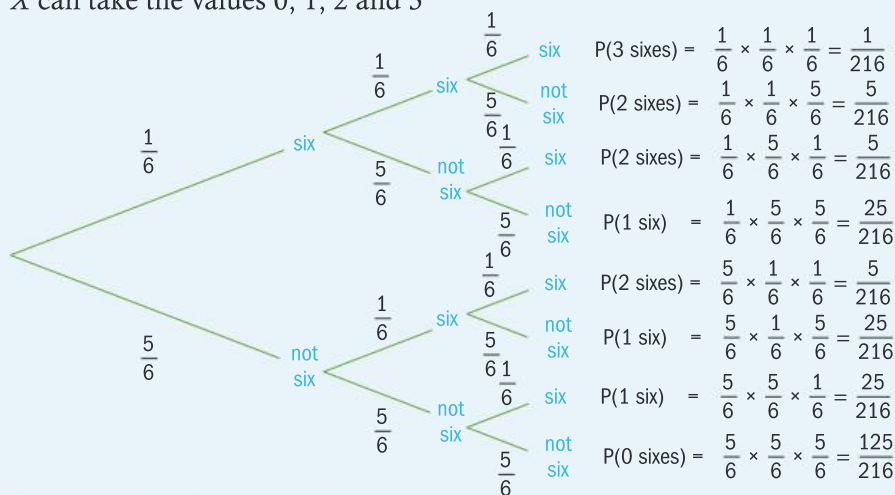 X can take the values 0, 1, 2 and 3
1/6 six 1/6 six 1/6 six P(3 sixes) = 1/6 × 1/6 × 1/6 = 1/216
5/6 not six P(2 sixes) = 1/6 × 1/6 × 5/6 = 5/216
5/6 not six 1/6 six P(2 sixes) = 1/6 × 5/6 × 1/6 = 5/216
5/6 not six P(1 six) = 1/6 × 5/6 × 5/6 = 25/216
5/6 not six 1/6 six 1/6 six P(2 sixes) = 5/6 × 1/6 × 1/6 = 5/216
5/6 not six P(1 six) = 5/6 × 1/6 × 5/6 = 25/216
5/6 not six 1/6 six P(1 six) = 5/6 × 5/6 × 1/6 = 25/216
5/6 not six P(0 sixes) = 5/6 × 5/6 × 5/6 = 125/216